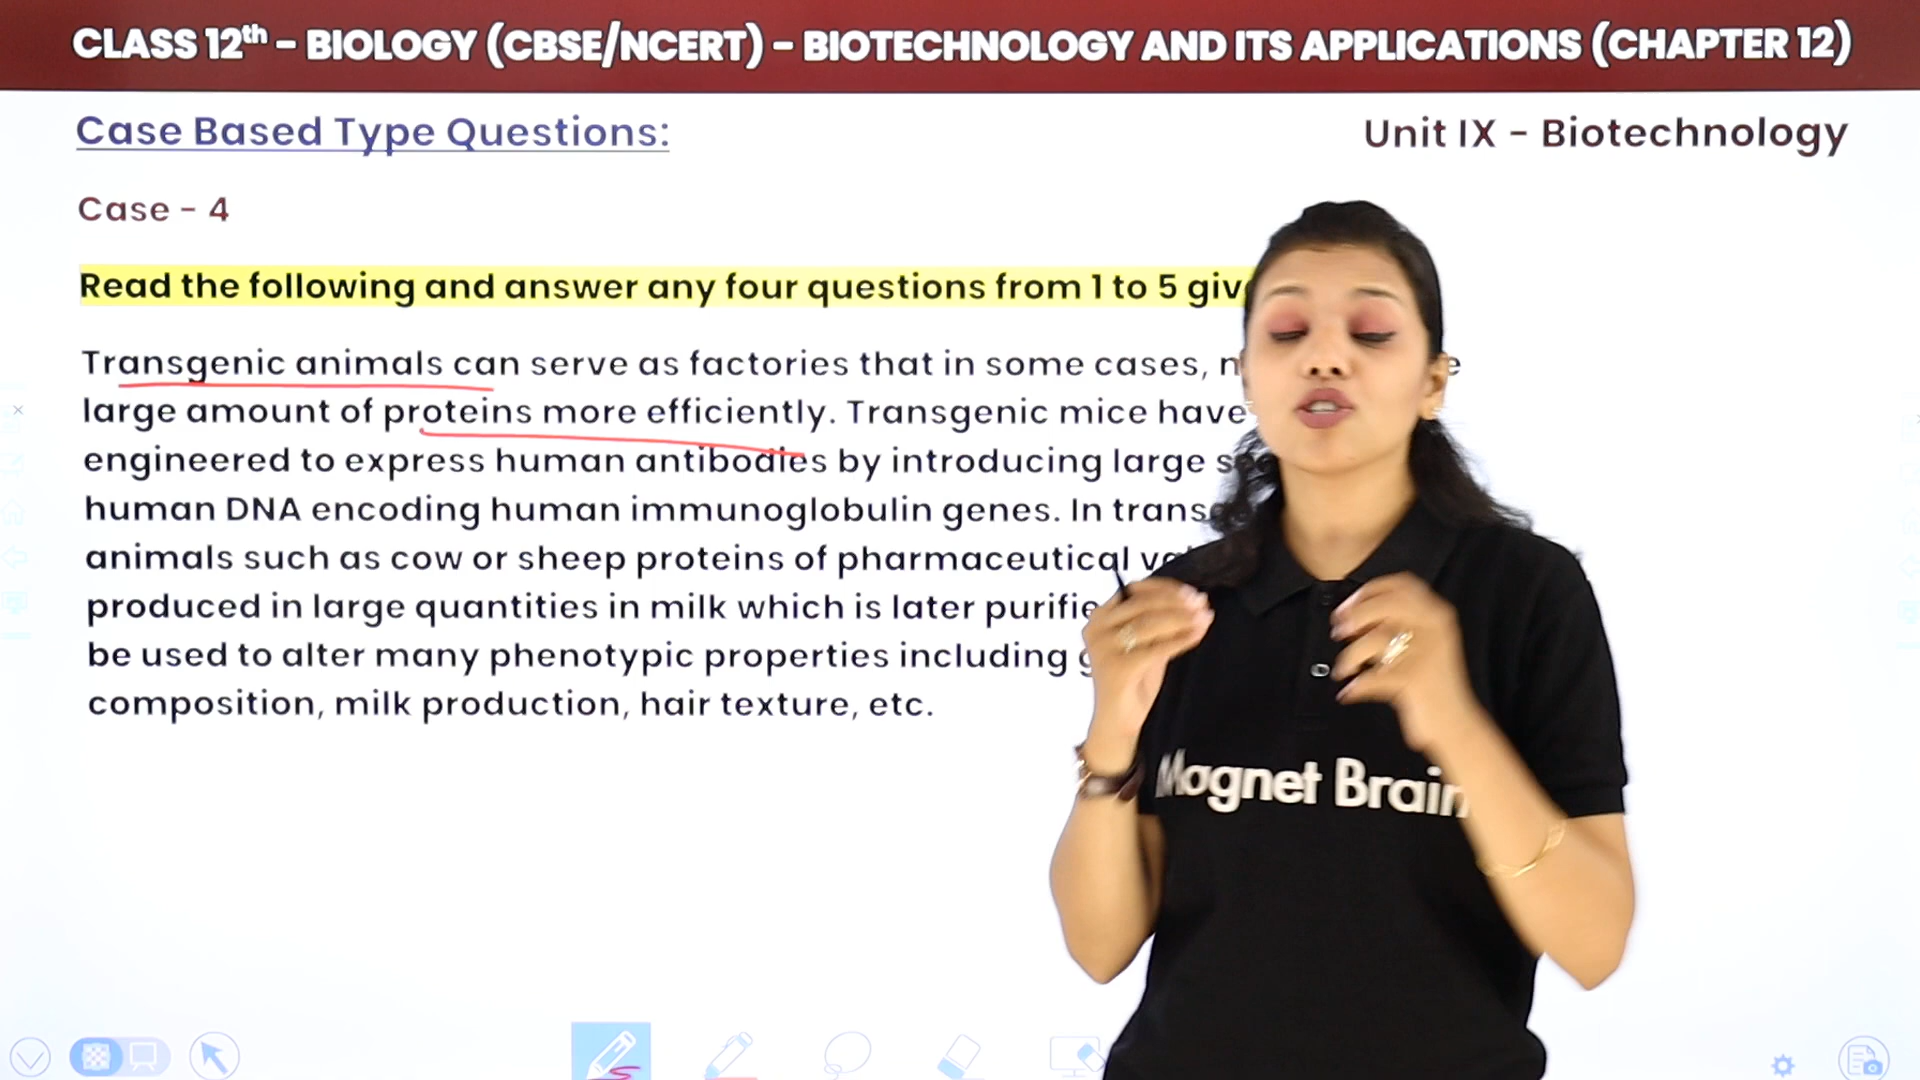 CLASS 12th – BIOLOGY (CBSE/NCERT) – BIOTECHNOLOGY AND ITS APPLICATIONS (CHAPTER 12)
Case Based Type Questions:
Unit IX – Biotechnology
Case – 4
Read the following and answer any four questions from 1 to 5
Transgenic animals can serve as factories that in some cases,
large amount of proteins more efficiently. Transgenic mice have
engineered to express human antibodies by introducing large
human DNA encoding human immunoglobulin genes. In
animals such as cow or sheep proteins of pharmaceutical
produced in large quantities in milk which is later
be used to alter many phenotypic properties including
composition, milk production, hair texture, etc.
Magnet Brain